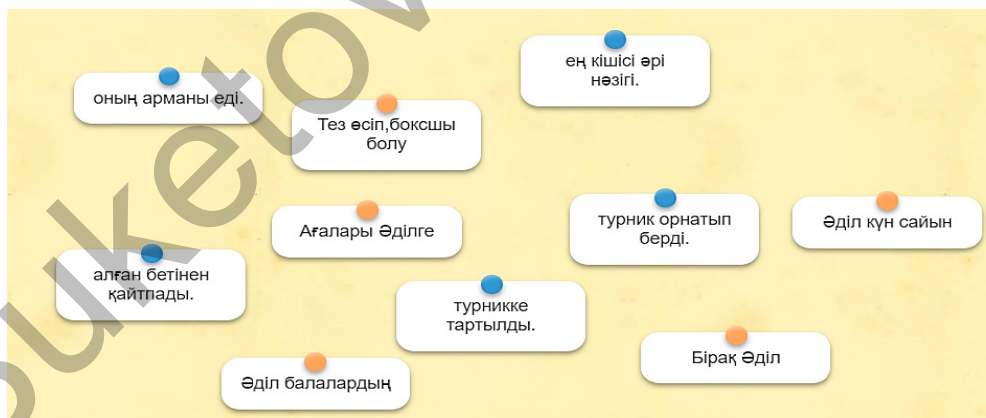 ең кішісі әрі
нәзігі.
оның арманы еді.
Тез өсіп,боксшы
болу
турник орнатып
берді.
Әділ күн сайын
Ағалары Әділге
алған бетінен
қайтпады.
турникке
тартылды.
Бірақ Әділ
Әділ балалардың
buketov